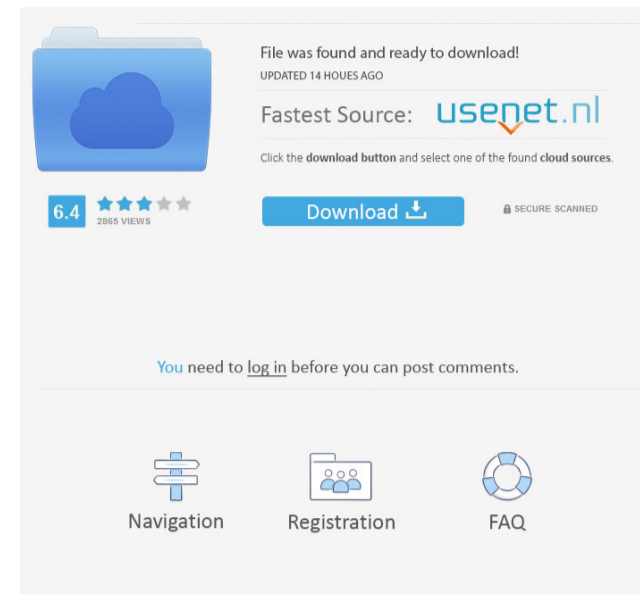 File was found and ready to download!
UPDATED 14 HOUES AGO
Fastest Source: usenet.nl
Click the download button and select one of the found cloud sources.
6.4
2865 VIEWS
Download
SECURE SCANNED
You need to log in before you can post comments.
Navigation
Registration
FAQ